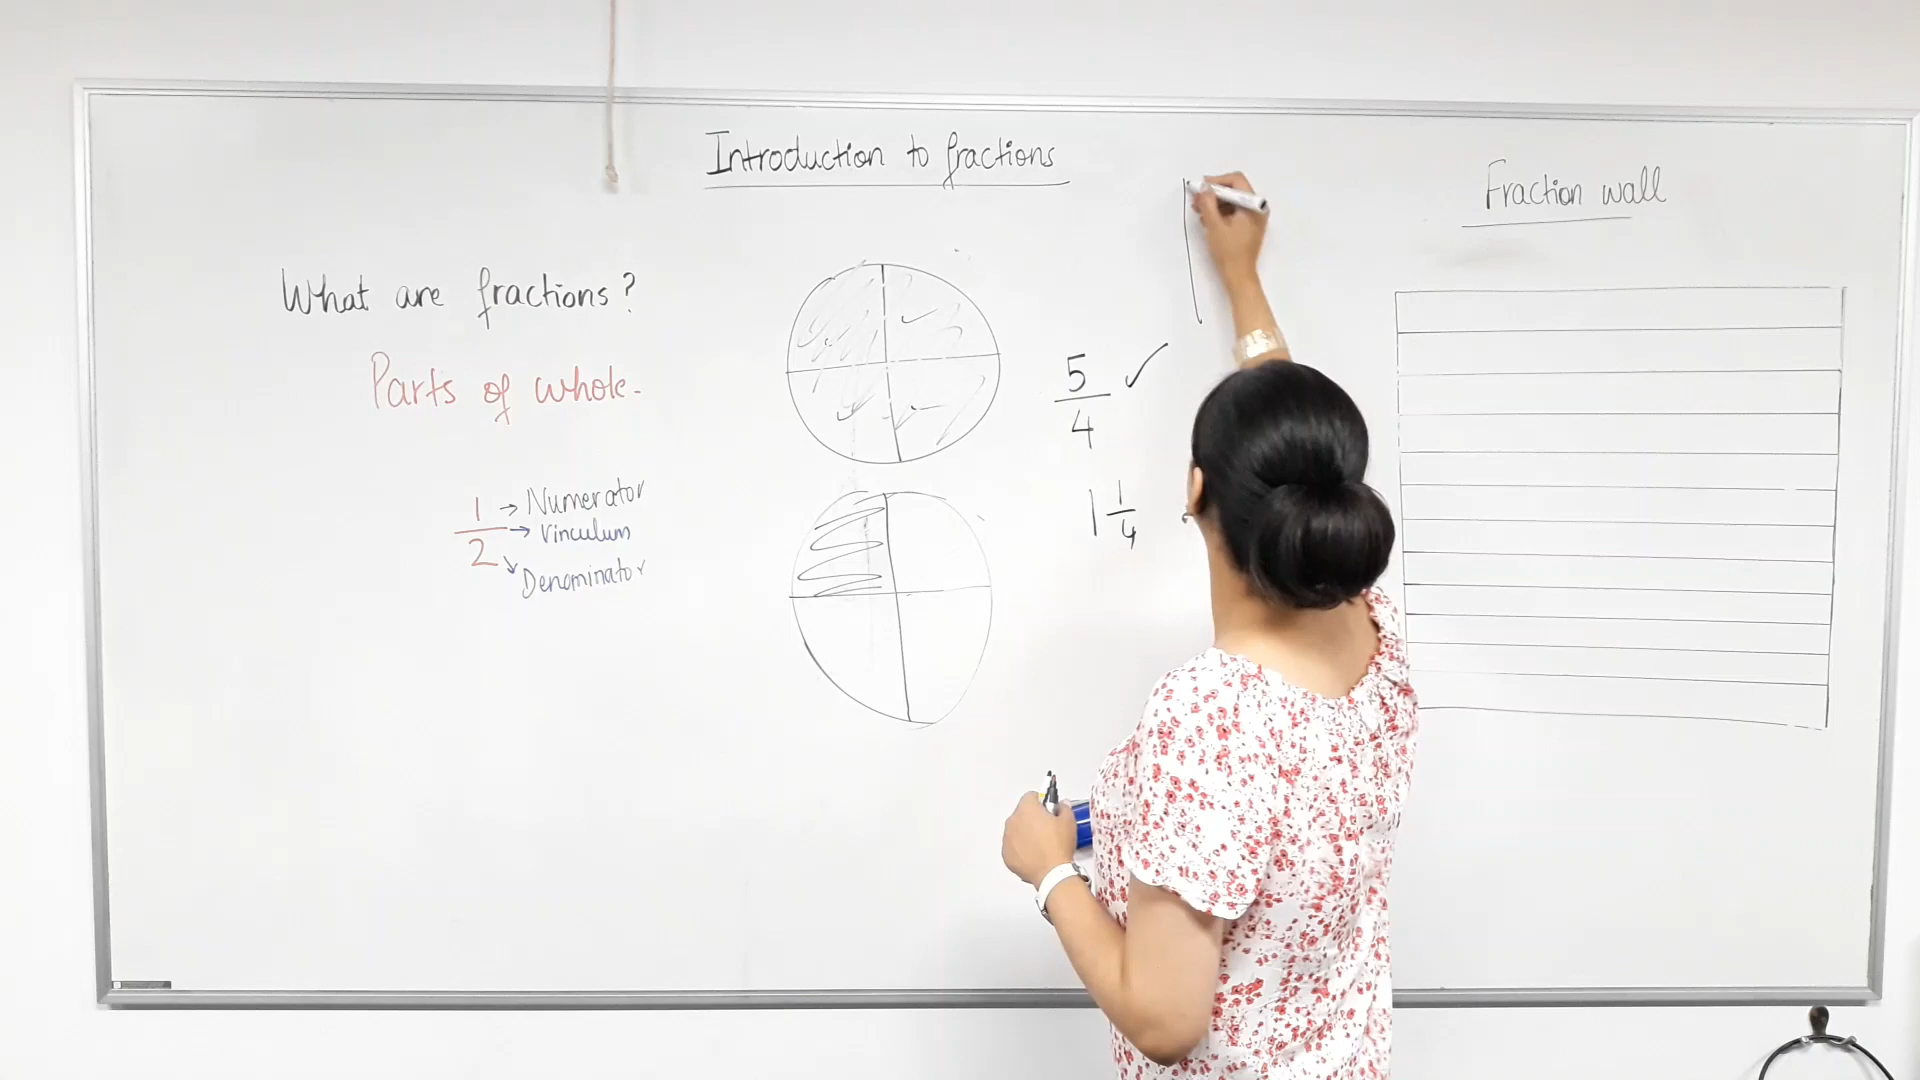 Introduction to fractions
What are fractions?
Parts of whole.
1 → Numerator
→ Vinculum
2 ↘ Denominator
5 ✓
4
1 1/4
Fraction wall